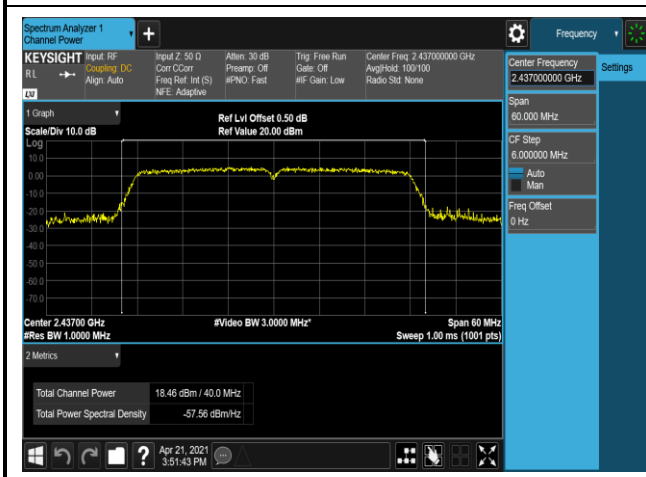 Spectrum Analyzer 1
Channel Power
Frequency
KEYSIGHT
RL
LXI
Input: RF
Coupling: DC
Align: Auto
Input Z: 50 Ω
Corr CCorr
Freq Ref: Int (S)
NFE: Adaptive
Atten: 30 dB
Preamp: Off
#PNO: Fast
Trig: Free Run
Gate: Off
#IF Gain: Low
Center Freq: 2.437000000 GHz
Avg|Hold: 100/100
Radio Std: None
Center Frequency
2.437000000 GHz
Settings
Span
60.000 MHz
CF Step
6.000000 MHz
Auto
Man
Freq Offset
0 Hz
1 Graph
Scale/Div 10.0 dB
Ref Lvl Offset 0.50 dB
Ref Value 20.00 dBm
Log
10.0
0.00
-10.0
-20.0
-30.0
-40.0
-50.0
-60.0
-70.0
Center 2.43700 GHz
#Res BW 1.0000 MHz
#Video BW 3.0000 MHz*
Span 60 MHz
Sweep 1.00 ms (1001 pts)
2 Metrics
Total Channel Power 18.46 dBm / 40.0 MHz
Total Power Spectral Density -57.56 dBm/Hz
?
Apr 21, 2021
3:51:43 PM